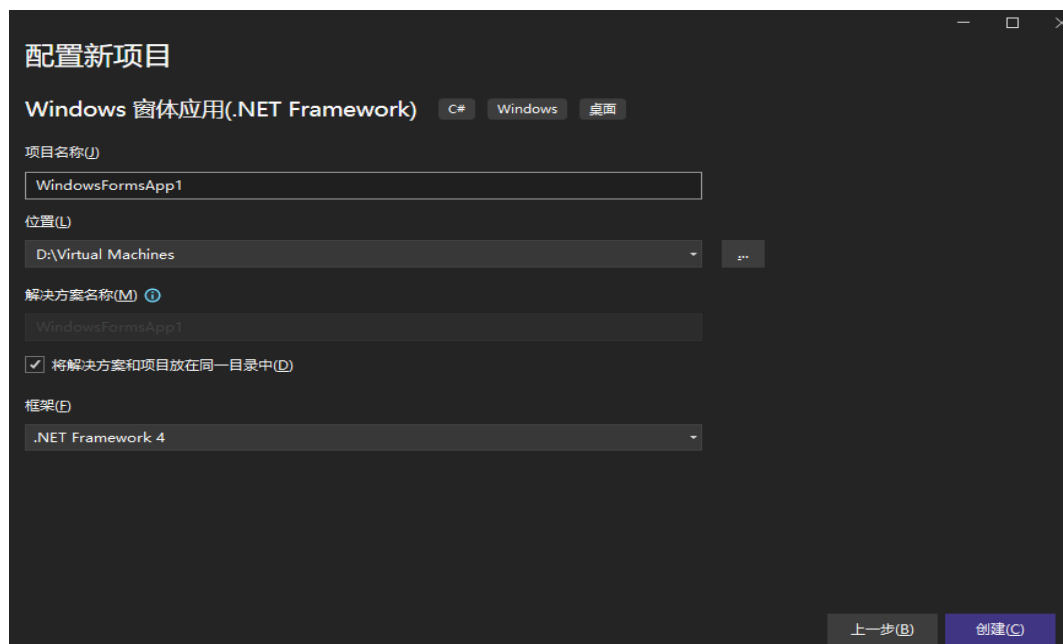 配置新项目
Windows 窗体应用(.NET Framework) C# Windows 桌面
项目名称(J)
WindowsFormsApp1
位置(L)
D:\Virtual Machines
...
解决方案名称(M)
WindowsFormsApp1
将解决方案和项目放在同一目录中(D)
框架(F)
.NET Framework 4
上一步(B) 创建(C)